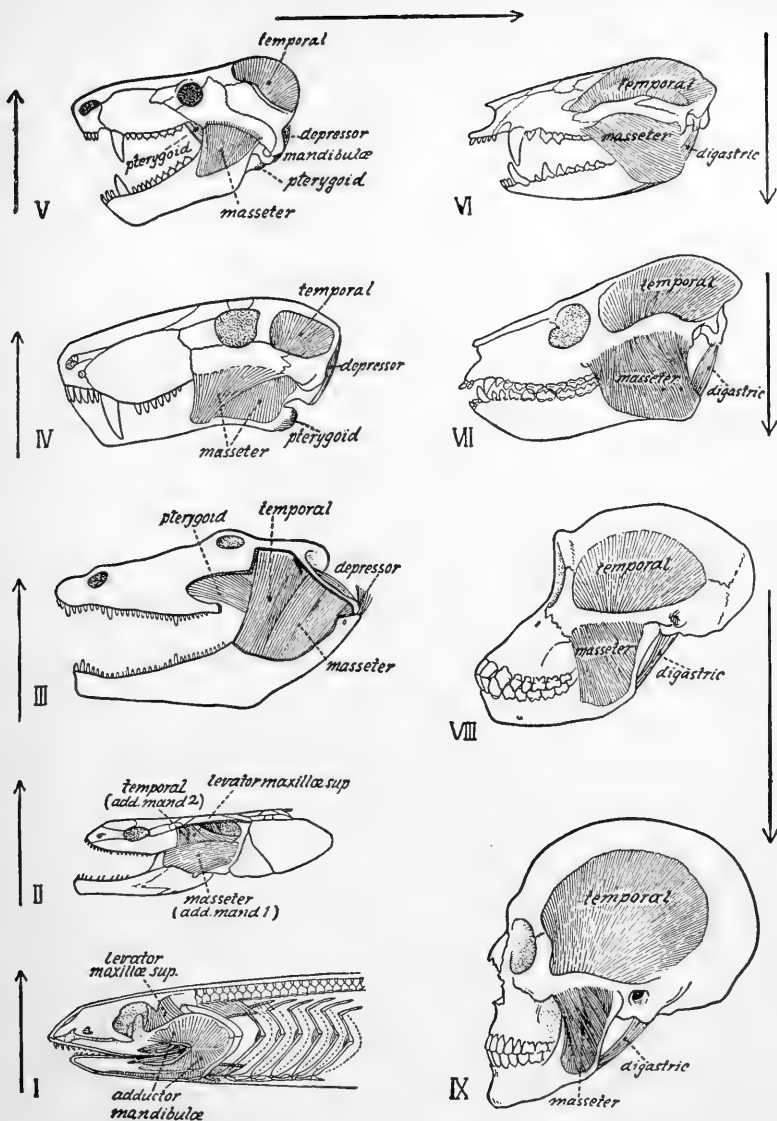 temporal
pterygoid
depressor
mandibulæ
pterygoid
masseter
V
temporal
masseter
digastric
VI
temporal
depressor
pterygoid
masseter
IV
temporal
masseter
digastric
VII
temporal
pterygoid
depressor
masseter
III
temporal
masseter
digastric
VIII
temporal
(add. mand 2)
levator maxillæ sup
masseter
(add. mand 1)
II
levator
maxillæ sup.
adductor
mandibulæ
I
temporal
digastric
masseter
IX